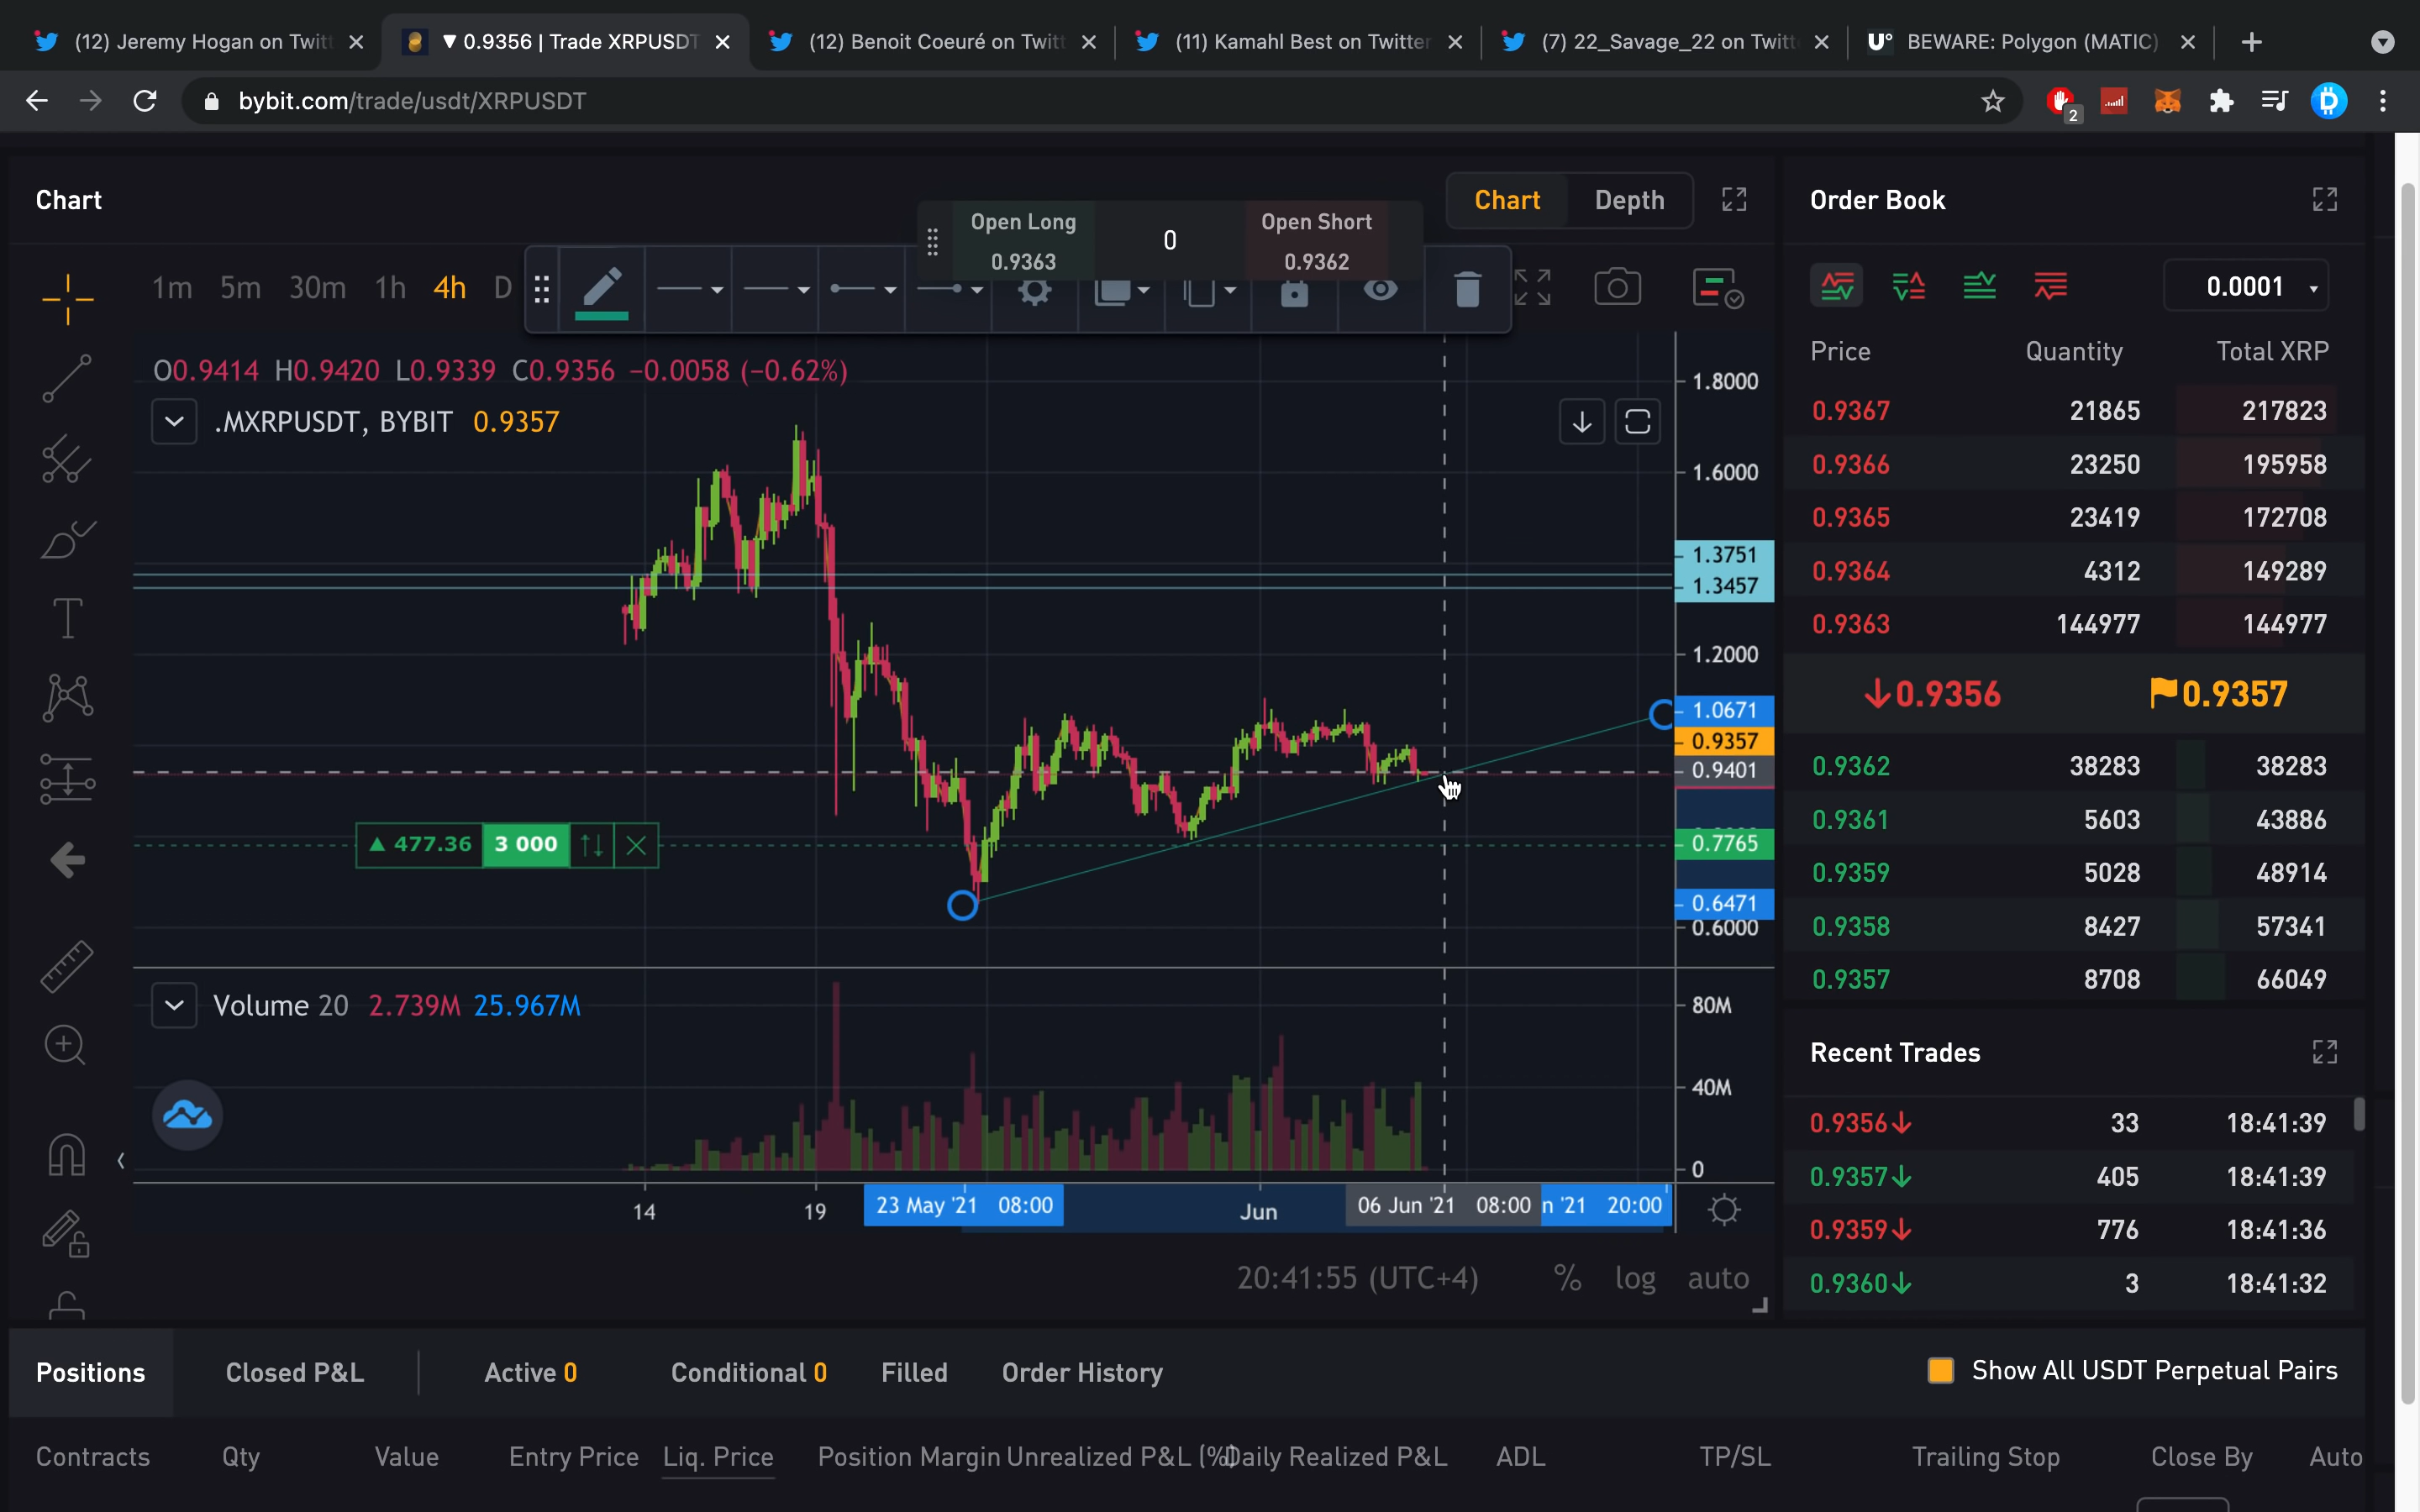 (12) Jeremy Hogan on Twitt
▼ 0.9356 | Trade XRPUSDT
(12) Benoit Coeuré on Twitt
(11) Kamahl Best on Twitter
(7) 22_Savage_22 on Twitt
U° BEWARE: Polygon (MATIC)
bybit.com/trade/usdt/XRPUSDT
2
Chart
Open Long 0.9363
0
Open Short 0.9362
Chart Depth
1m 5m 30m 1h 4h D
O0.9414 H0.9420 L0.9339 C0.9356 −0.0058 (−0.62%)
.MXRPUSDT, BYBIT 0.9357
1.8000
1.6000
1.3751
1.3457
1.2000
1.0671
0.9357
0.9401
0.7765
0.6471
0.6000
▲ 477.36 3 000
Volume 20 2.739M 25.967M
80M
40M
0
14 19 23 May '21 08:00 Jun 06 Jun '21 08:00 n '21 20:00
20:41:55 (UTC+4) % log auto
Order Book
0.0001
Price Quantity Total XRP
0.9367 21865 217823
0.9366 23250 195958
0.9365 23419 172708
0.9364 4312 149289
0.9363 144977 144977
↓0.9356 0.9357
0.9362 38283 38283
0.9361 5603 43886
0.9359 5028 48914
0.9358 8427 57341
0.9357 8708 66049
Recent Trades
0.9356↓ 33 18:41:39
0.9357↓ 405 18:41:39
0.9359↓ 776 18:41:36
0.9360↓ 3 18:41:32
Positions Closed P&L Active 0 Conditional 0 Filled Order History
Show All USDT Perpetual Pairs
Contracts Qty Value Entry Price Liq. Price Position Margin Unrealized P&L (%) Daily Realized P&L ADL TP/SL Trailing Stop Close By Auto